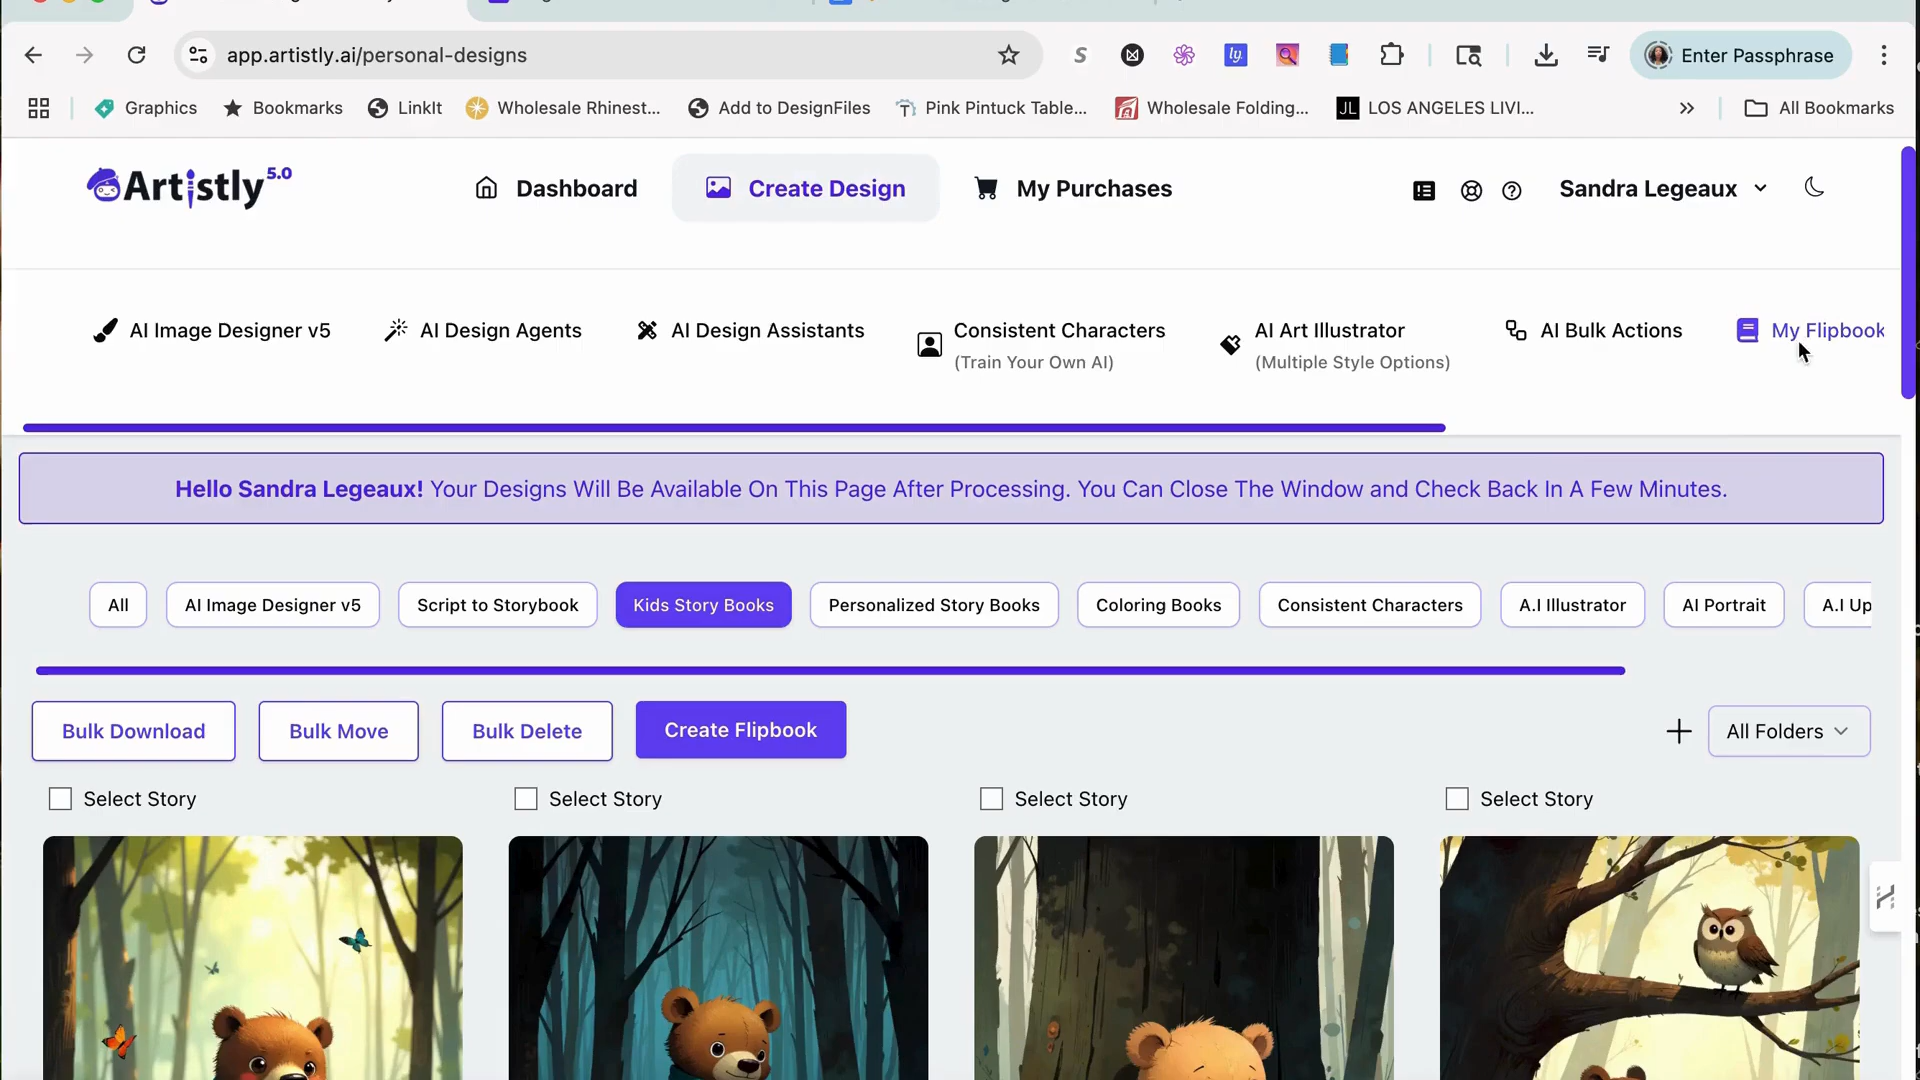 app.artistly.ai/personal-designs
S
ly.
Enter Passphrase
Graphics
Bookmarks
LinkIt
Wholesale Rhinest...
Add to DesignFiles
Pink Pintuck Table...
Wholesale Folding...
JL
LOS ANGELES LIVI...
»
All Bookmarks
Artistly 5.0
Dashboard
Create Design
My Purchases
Sandra Legeaux
AI Image Designer v5
AI Design Agents
AI Design Assistants
Consistent Characters
(Train Your Own AI)
AI Art Illustrator
(Multiple Style Options)
AI Bulk Actions
My Flipbook
Hello Sandra Legeaux! Your Designs Will Be Available On This Page After Processing. You Can Close The Window and Check Back In A Few Minutes.
All
AI Image Designer v5
Script to Storybook
Kids Story Books
Personalized Story Books
Coloring Books
Consistent Characters
A.I Illustrator
AI Portrait
A.I Up
Bulk Download
Bulk Move
Bulk Delete
Create Flipbook
All Folders
Select Story
Select Story
Select Story
Select Story